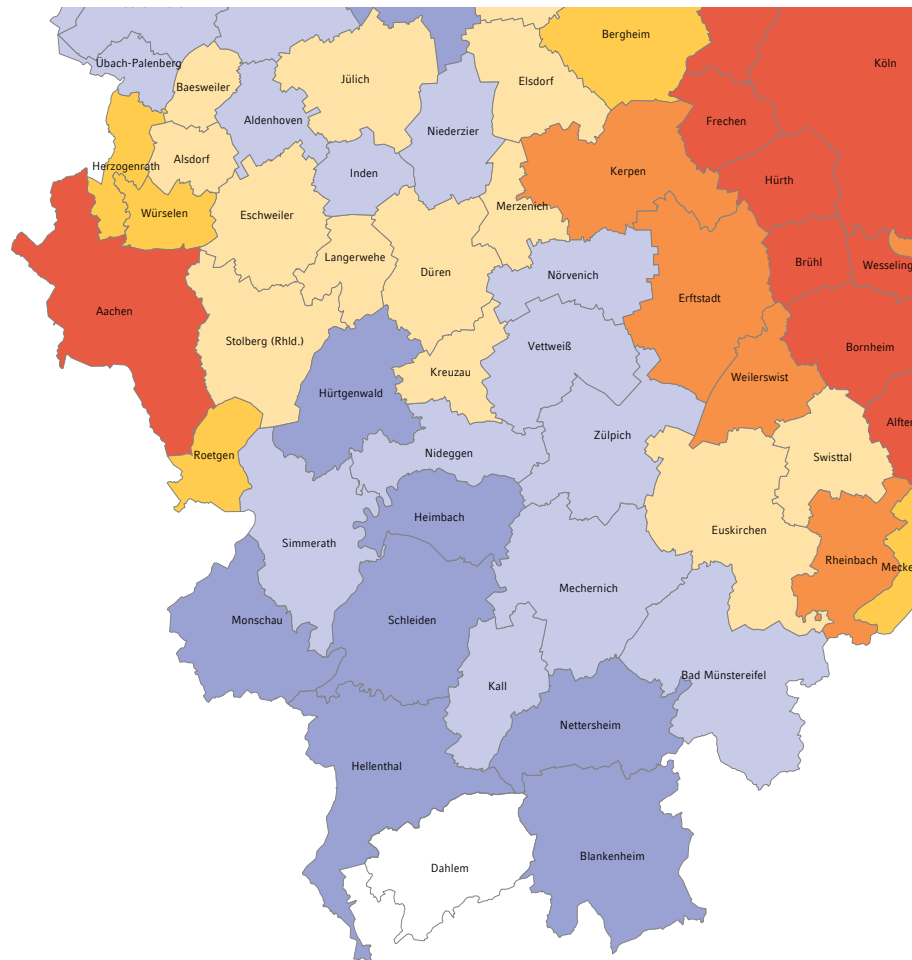 Bergheim
Übach-Palenberg
Köln
Jülich
Elsdorf
Baesweiler
Aldenhoven
Frechen
Niederzier
Alsdorf
Herzogenrath
Inden
Kerpen
Hürth
Merzenich
Würselen
Eschweiler
Langerwehe
Brühl
Wesseling
Düren
Nörvenich
Erftstadt
Aachen
Stolberg (Rhld.)
Vettweiß
Bornheim
Kreuzau
Weilerswist
Hürtgenwald
Alfter
Zülpich
Nideggen
Roetgen
Swisttal
Heimbach
Euskirchen
Simmerath
Rheinbach
Mecke
Mechernich
Monschau
Schleiden
Bad Münstereifel
Kall
Nettersheim
Hellenthal
Blankenheim
Dahlem